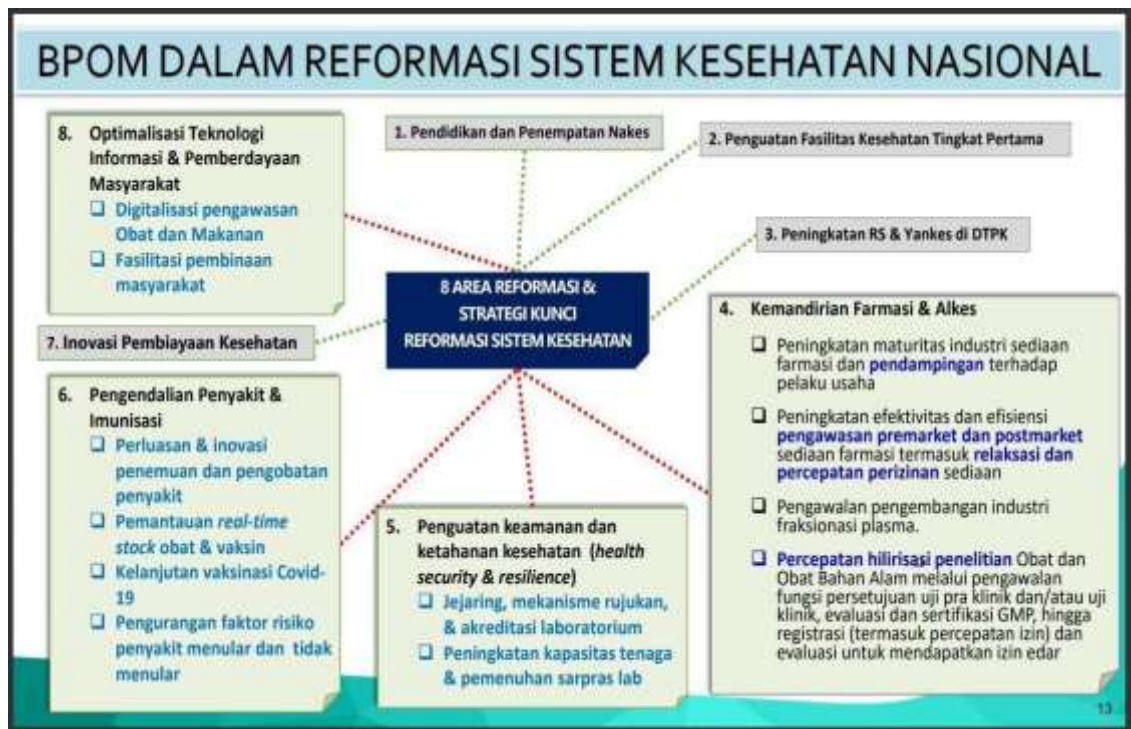 BPOM DALAM REFORMASI SISTEM KESEHATAN NASIONAL
1. Pendidikan dan Penempatan Nakes
2. Penguatan Fasilitas Kesehatan Tingkat Pertama
3. Peningkatan RS & Yankes di DTPK
8 AREA REFORMASI &
STRATEGI KUNCI
REFORMASI SISTEM KESEHATAN
4. Kemandirian Farmasi & Alkes
❑ Peningkatan maturitas industri sediaan
farmasi dan pendampingan terhadap
pelaku usaha
❑ Peningkatan efektivitas dan efisiensi
pengawasan premarket dan postmarket
sediaan farmasi termasuk relaksasi dan
percepatan perizinan sediaan
❑ Pengawalan pengembangan industri
fraksionasi plasma.
❑ Percepatan hilirisasi penelitian Obat dan
Obat Bahan Alam melalui pengawalan
fungsi persetujuan uji pra klinik dan/atau uji
klinik, evaluasi dan sertifikasi GMP, hingga
registrasi (termasuk percepatan izin) dan
evaluasi untuk mendapatkan izin edar
5. Penguatan keamanan dan
ketahanan kesehatan (health
security & resilience)
❑ Jejaring, mekanisme rujukan,
& akreditasi laboratorium
❑ Peningkatan kapasitas tenaga
& pemenuhan sarpras lab
6. Pengendalian Penyakit &
Imunisasi
❑ Perluasan & inovasi
penemuan dan pengobatan
penyakit
❑ Pemantauan real-time
stock obat & vaksin
❑ Kelanjutan vaksinasi Covid-
19
❑ Pengurangan faktor risiko
penyakit menular dan tidak
menular
7. Inovasi Pembiayaan Kesehatan
8. Optimalisasi Teknologi
Informasi & Pemberdayaan
Masyarakat
❑ Digitalisasi pengawasan
Obat dan Makanan
❑ Fasilitasi pembinaan
masyarakat
13